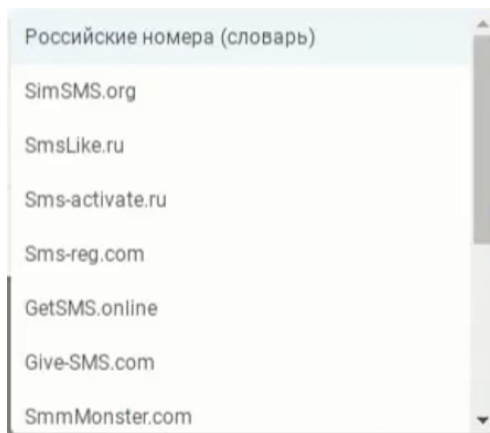 Российские номера (словарь)
SimSMS.org
SmsLike.ru
Sms-activate.ru
Sms-reg.com
GetSMS.online
Give-SMS.com
SmmMonster.com